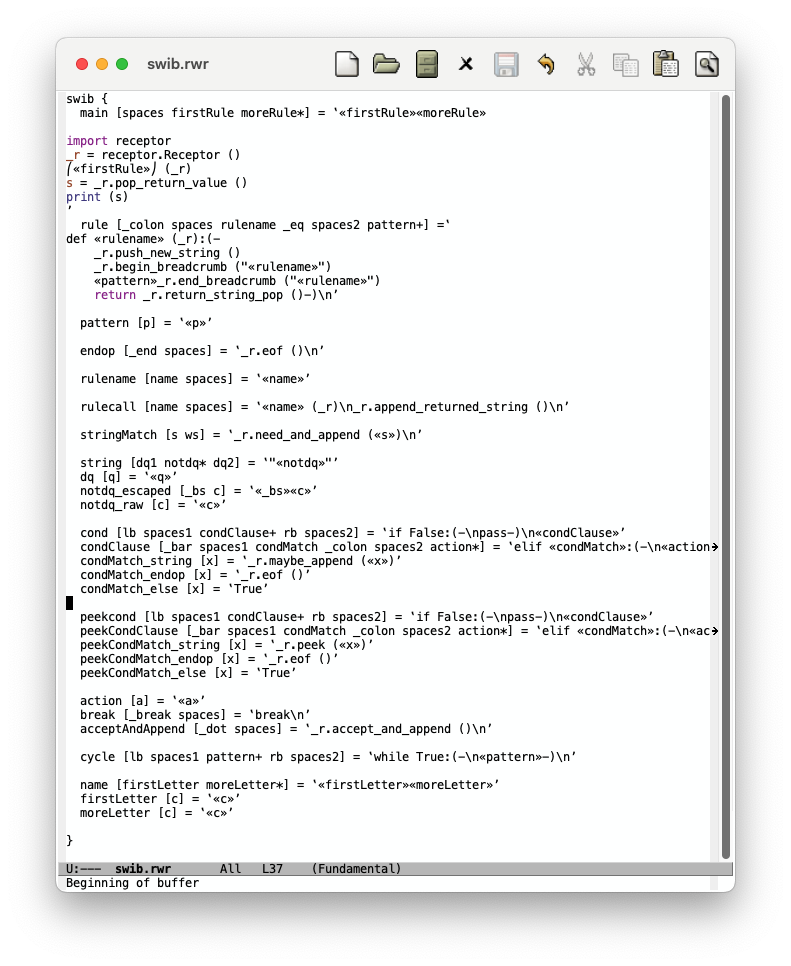 swib.rwr
swib {
  main [spaces firstRule moreRule*] = ‛«firstRule»«moreRule»

import receptor
_r = receptor.Receptor ()
⎛«firstRule»⎠ (_r)
s = _r.pop_return_value ()
print (s)
’
  rule [_colon spaces rulename _eq spaces2 pattern+] =‛
def «rulename» (_r):(-
    _r.push_new_string ()
    _r.begin_breadcrumb ("«rulename»")
    «pattern»_r.end_breadcrumb ("«rulename»")
    return _r.return_string_pop ()-)\n’

  pattern [p] = ‛«p»’

  endop [_end spaces] = ‛_r.eof ()\n’

  rulename [name spaces] = ‛«name»’

  rulecall [name spaces] = ‛«name» (_r)\n_r.append_returned_string ()\n’

  stringMatch [s ws] = ‛_r.need_and_append («s»)\n’

  string [dq1 notdq* dq2] = ‛"«notdq»"’
  dq [q] = ‛«q»’
  notdq_escaped [_bs c] = ‛«_bs»«c»’
  notdq_raw [c] = ‛«c»’

  cond [lb spaces1 condClause+ rb spaces2] = ‛if False:(-\npass-)\n«condClause»’
  condClause [_bar spaces1 condMatch _colon spaces2 action*] = ‛elif «condMatch»:(-\n«action→
  condMatch_string [x] = ‛_r.maybe_append («x»)’
  condMatch_endop [x] = ‛_r.eof ()’
  condMatch_else [x] = ‛True’

  peekcond [lb spaces1 condClause+ rb spaces2] = ‛if False:(-\npass-)\n«condClause»’
  peekCondClause [_bar spaces1 condMatch _colon spaces2 action*] = ‛elif «condMatch»:(-\n«ac→
  peekCondMatch_string [x] = ‛_r.peek («x»)’
  peekCondMatch_endop [x] = ‛_r.eof ()’
  peekCondMatch_else [x] = ‛True’

  action [a] = ‛«a»’
  break [_break spaces] = ‛break\n’
  acceptAndAppend [_dot spaces] = ‛_r.accept_and_append ()\n’

  cycle [lb spaces1 pattern+ rb spaces2] = ‛while True:(-\n«pattern»-)\n’

  name [firstLetter moreLetter*] = ‛«firstLetter»«moreLetter»’
  firstLetter [c] = ‛«c»’
  moreLetter [c] = ‛«c»’

}
U:--- swib.rwr All L37 (Fundamental)
Beginning of buffer